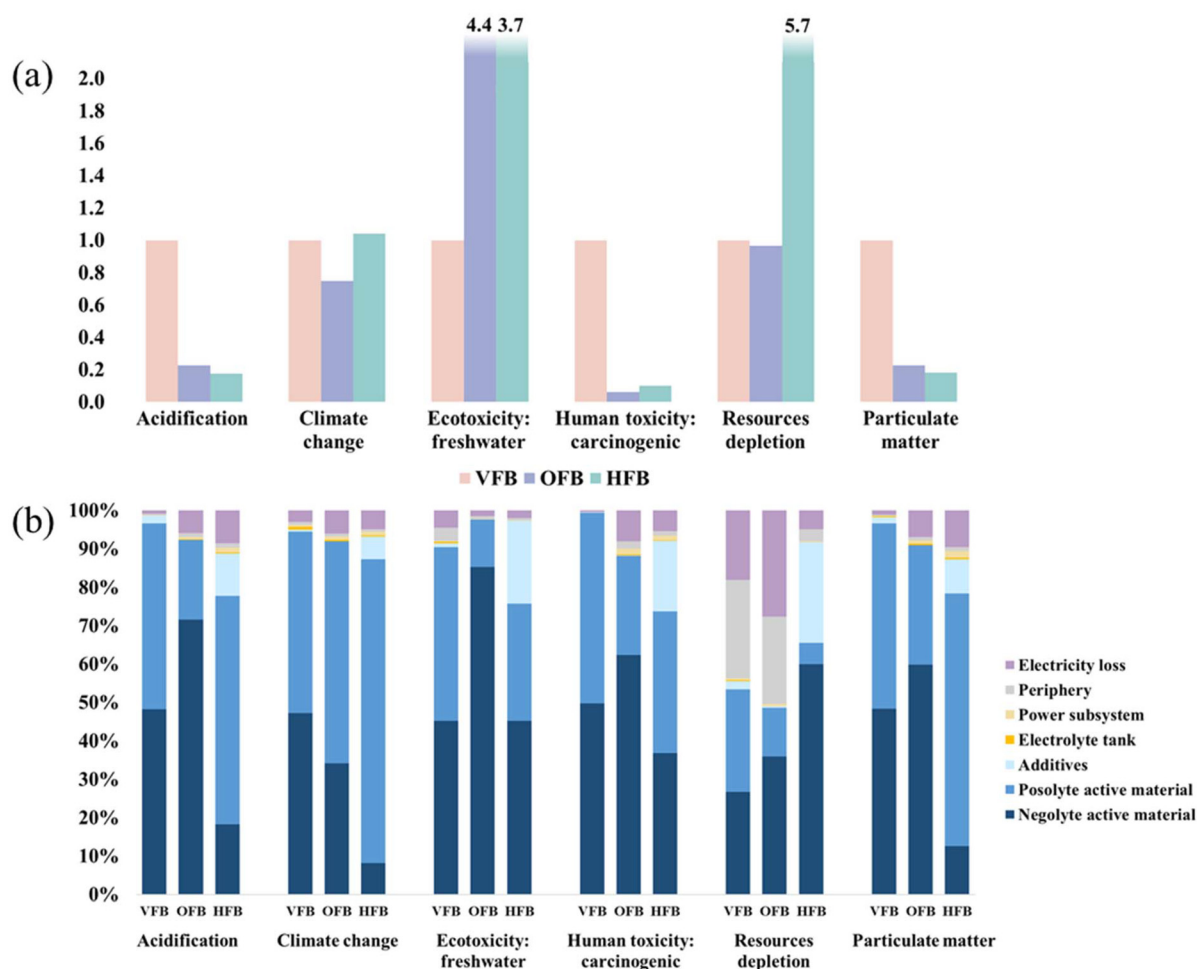 4.4 3.7
5.7
(a)
2.0
1.8
1.6
1.4
1.2
1.0
0.8
0.6
0.4
0.2
0.0
Acidification
Climate
change
Ecotoxicity:
freshwater
Human toxicity:
carcinogenic
Resources
depletion
Particulate
matter
VFB OFB HFB
(b)
100%
90%
80%
70%
60%
50%
40%
30%
20%
10%
0%
Electricity loss
Periphery
Power subsystem
Electrolyte tank
Additives
Posolyte active material
Negolyte active material
VFB OFB HFB VFB OFB HFB VFB OFB HFB VFB OFB HFB VFB OFB HFB VFB OFB HFB
Acidification
Climate change
Ecotoxicity:
freshwater
Human toxicity:
carcinogenic
Resources
depletion
Particulate matter